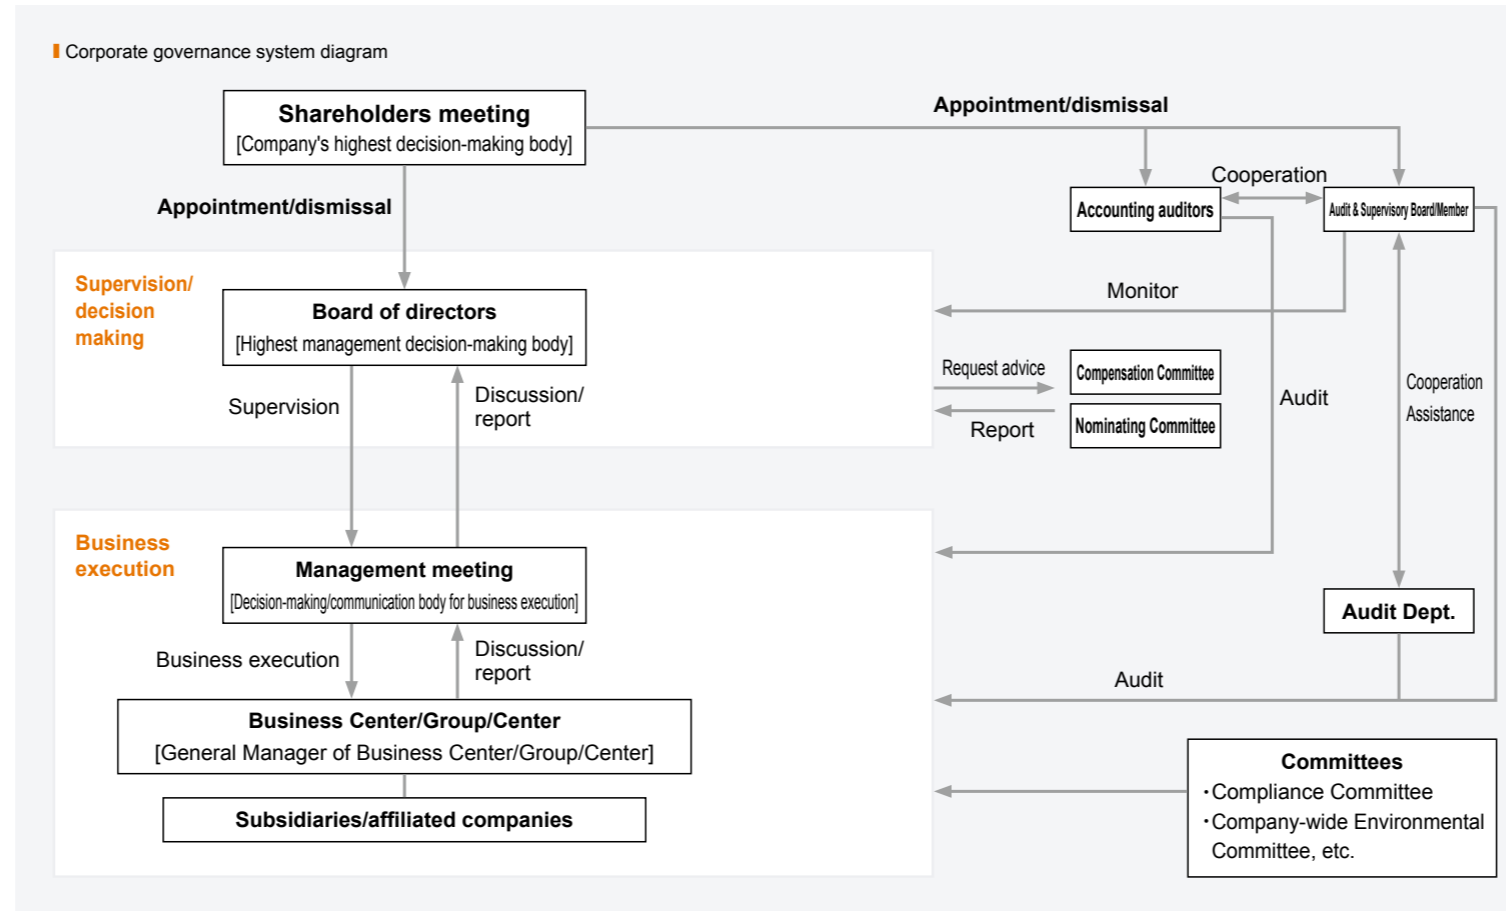 Corporate governance system diagram
Shareholders meeting
[Company's highest decision-making body]
Appointment/dismissal
Appointment/dismissal
Cooperation
Accounting auditors
Audit & Supervisory Board/Member
Supervision/
decision
making
Board of directors
[Highest management decision-making body]
Monitor
Supervision
Discussion/
report
Request advice
Compensation Committee
Report
Nominating Committee
Audit
Cooperation
Assistance
Business
execution
Management meeting
[Decision-making/communication body for business execution]
Audit Dept.
Business execution
Discussion/
report
Audit
Business Center/Group/Center
[General Manager of Business Center/Group/Center]
Subsidiaries/affiliated companies
Committees
・Compliance Committee
・Company-wide Environmental
Committee, etc.